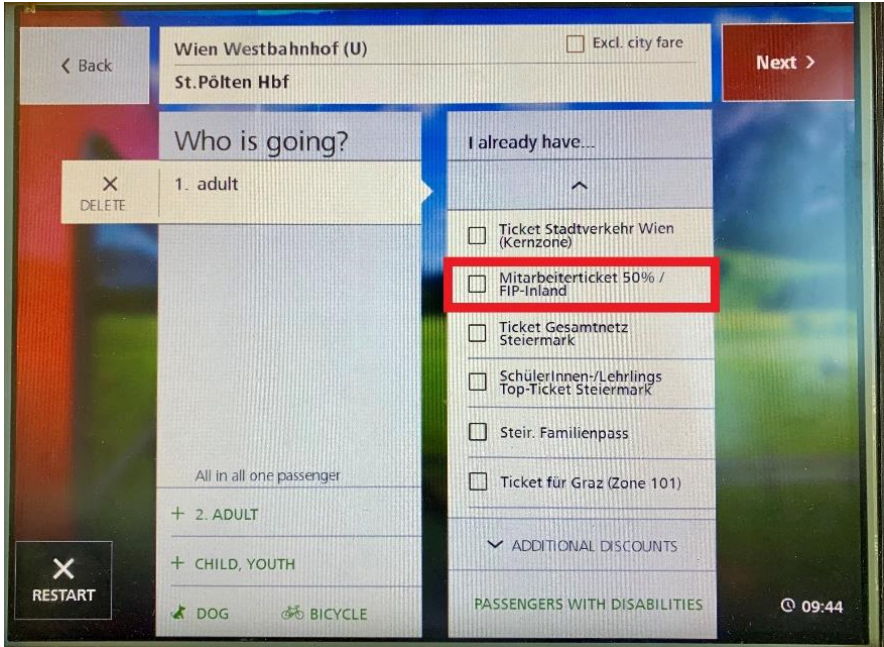 Back
Wien Westbahnhof (U)
Excl. city fare
St.Pölten Hbf
Next
Who is going?
DELETE
1. adult
All in all one passenger
+ 2. ADULT
+ CHILD, YOUTH
DOG
BICYCLE
I already have...
Ticket Stadtverkehr Wien
(Kernzone)
Mitarbeiterticket 50% /
FIP-Inland
Ticket Gesamtnetz
Steiermark
SchülerInnen-/Lehrlings
Top-Ticket Steiermark
Steir. Familienpass
Ticket für Graz (Zone 101)
ADDITIONAL DISCOUNTS
PASSENGERS WITH DISABILITIES
RESTART
09:44